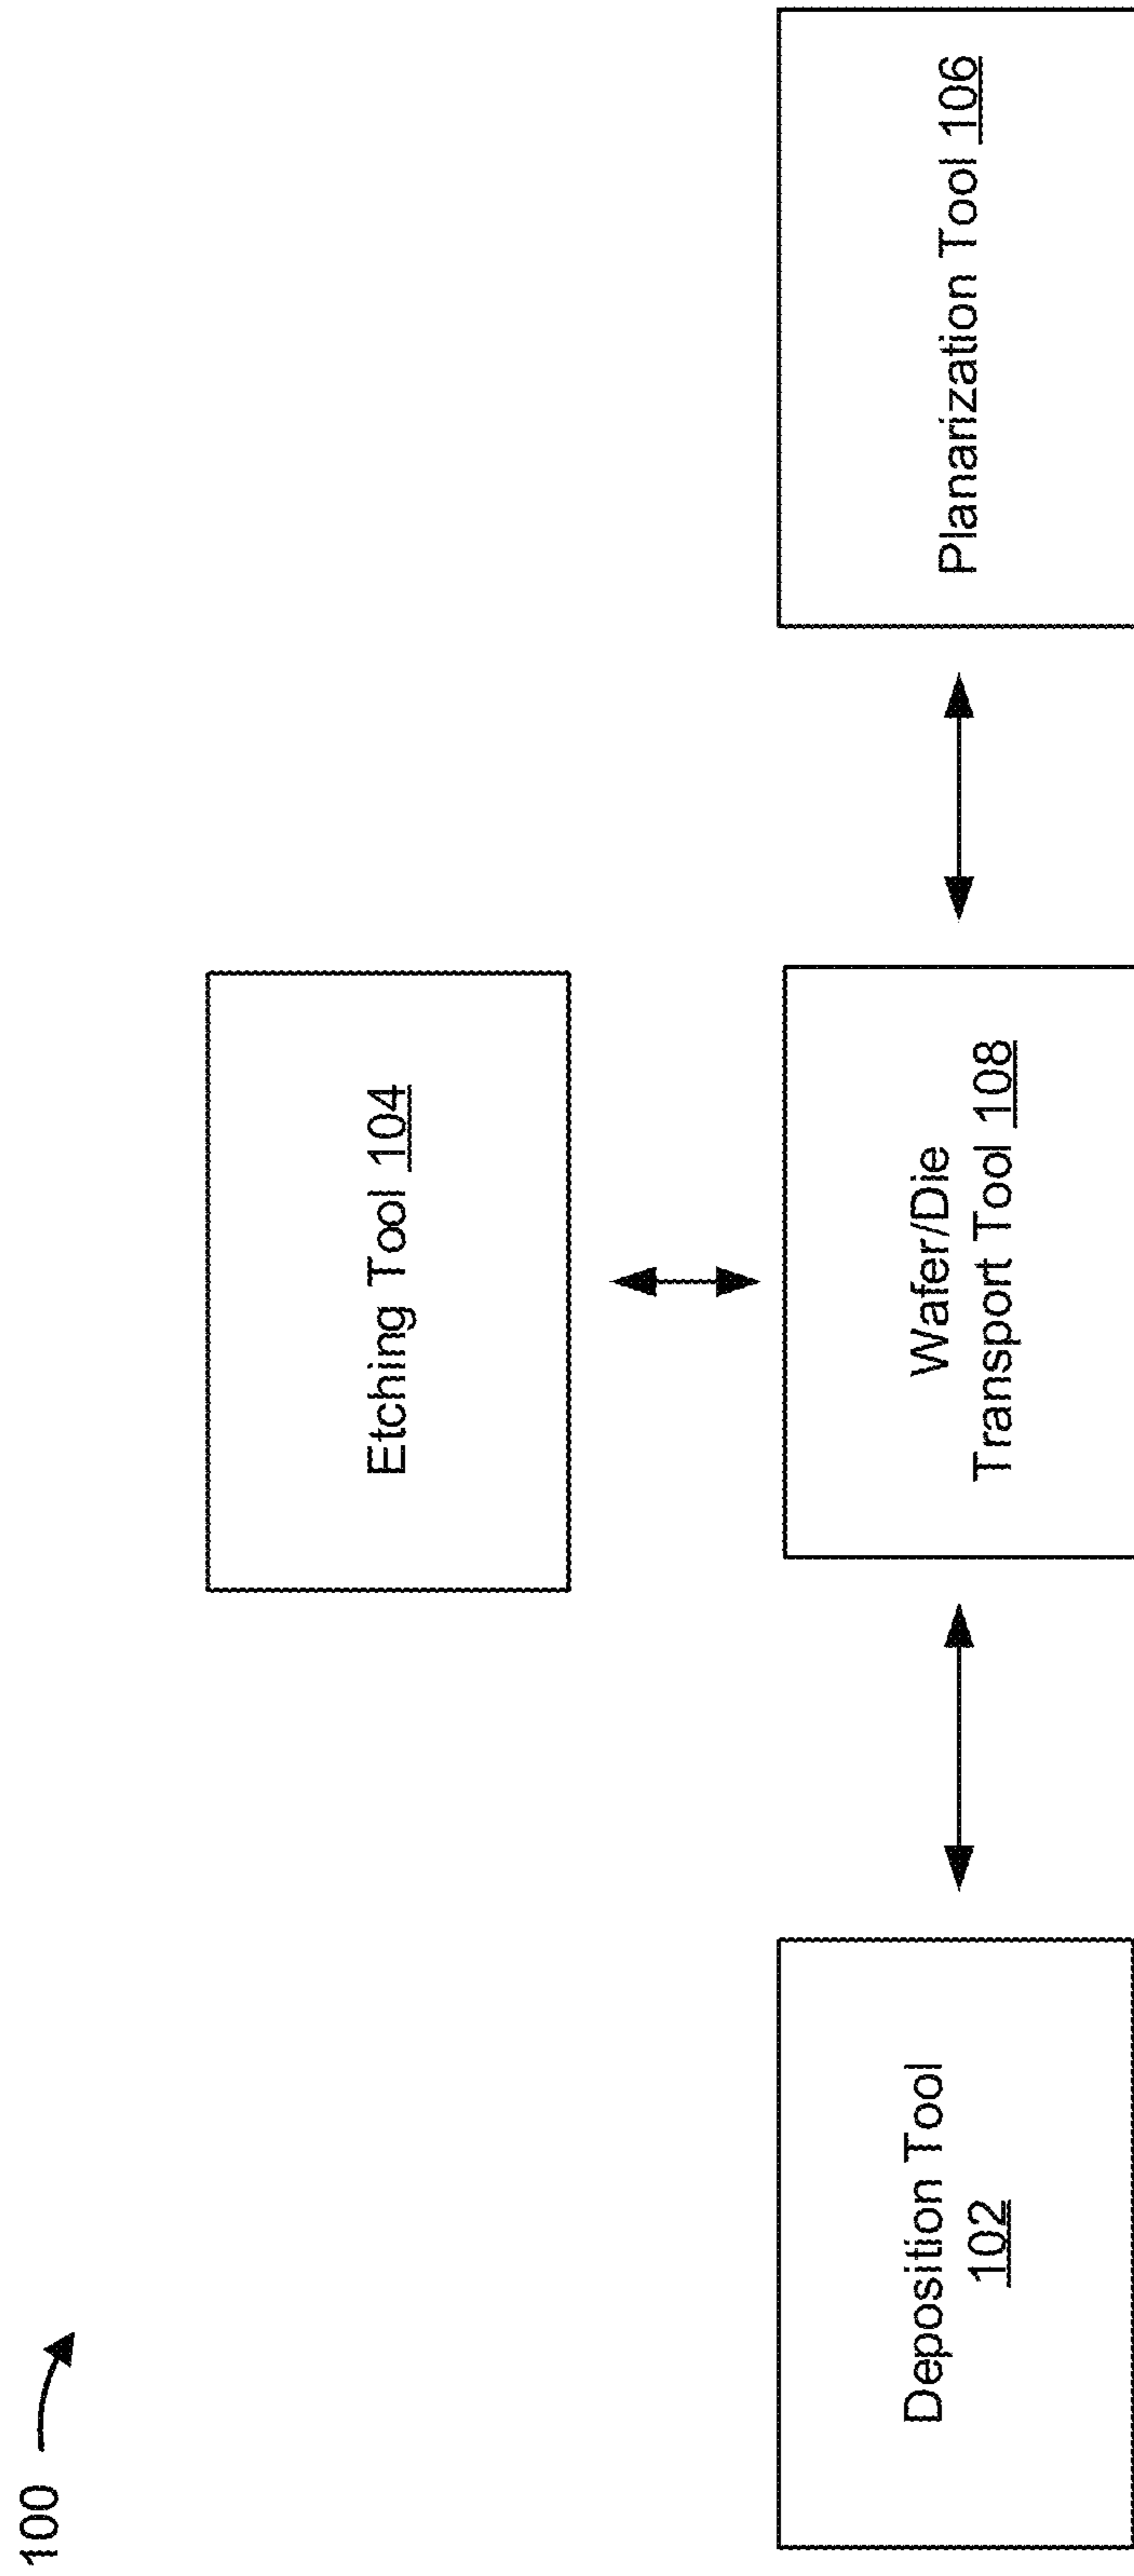 100
Etching Tool 104
Deposition Tool
102
Wafer/Die
Transport Tool 108
Planarization Tool 106